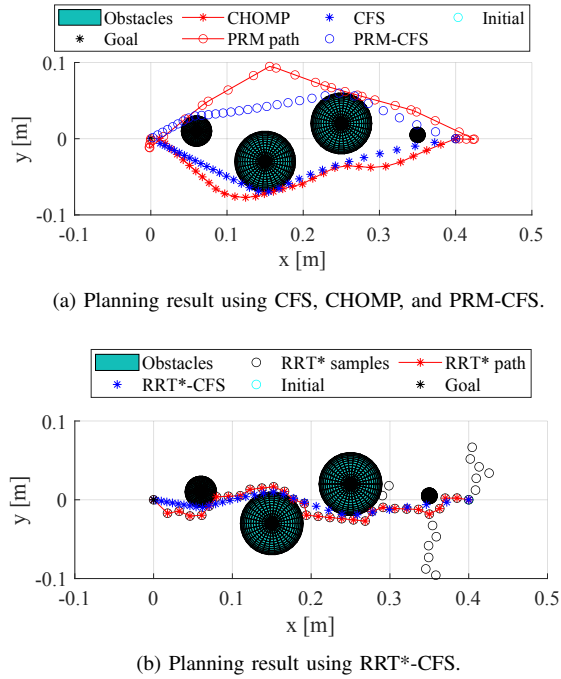 Obstacles CHOMP CFS Initial
Goal PRM path PRM-CFS
0.1
0
-0.1
y [m]
-0.1 0 0.1 0.2 0.3 0.4 0.5
x [m]
(a) Planning result using CFS, CHOMP, and PRM-CFS.
Obstacles RRT* samples RRT* path
RRT*-CFS Initial Goal
0.1
0
-0.1
y [m]
-0.1 0 0.1 0.2 0.3 0.4 0.5
x [m]
(b) Planning result using RRT*-CFS.